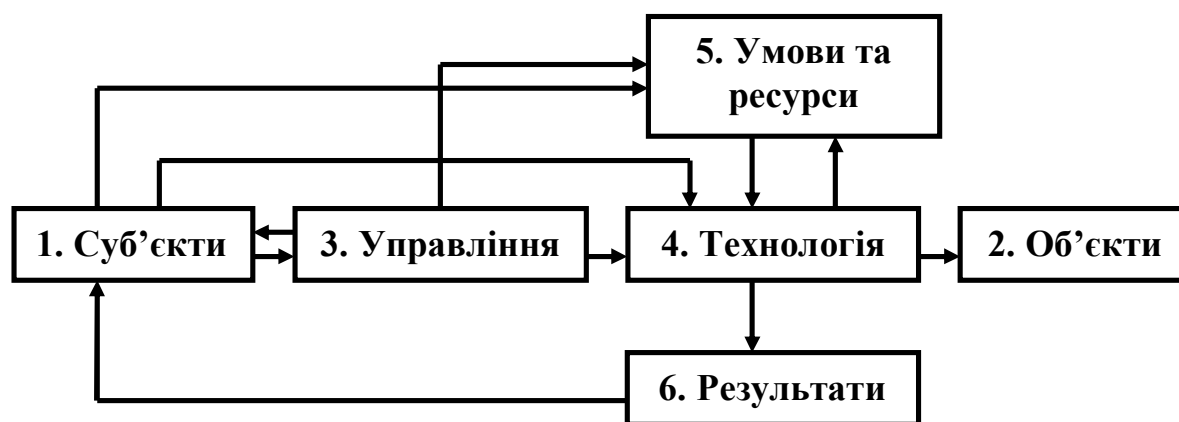 5. Умови та
ресурси
1. Суб’єкти
3. Управління
4. Технологія
2. Об’єкти
6. Результати